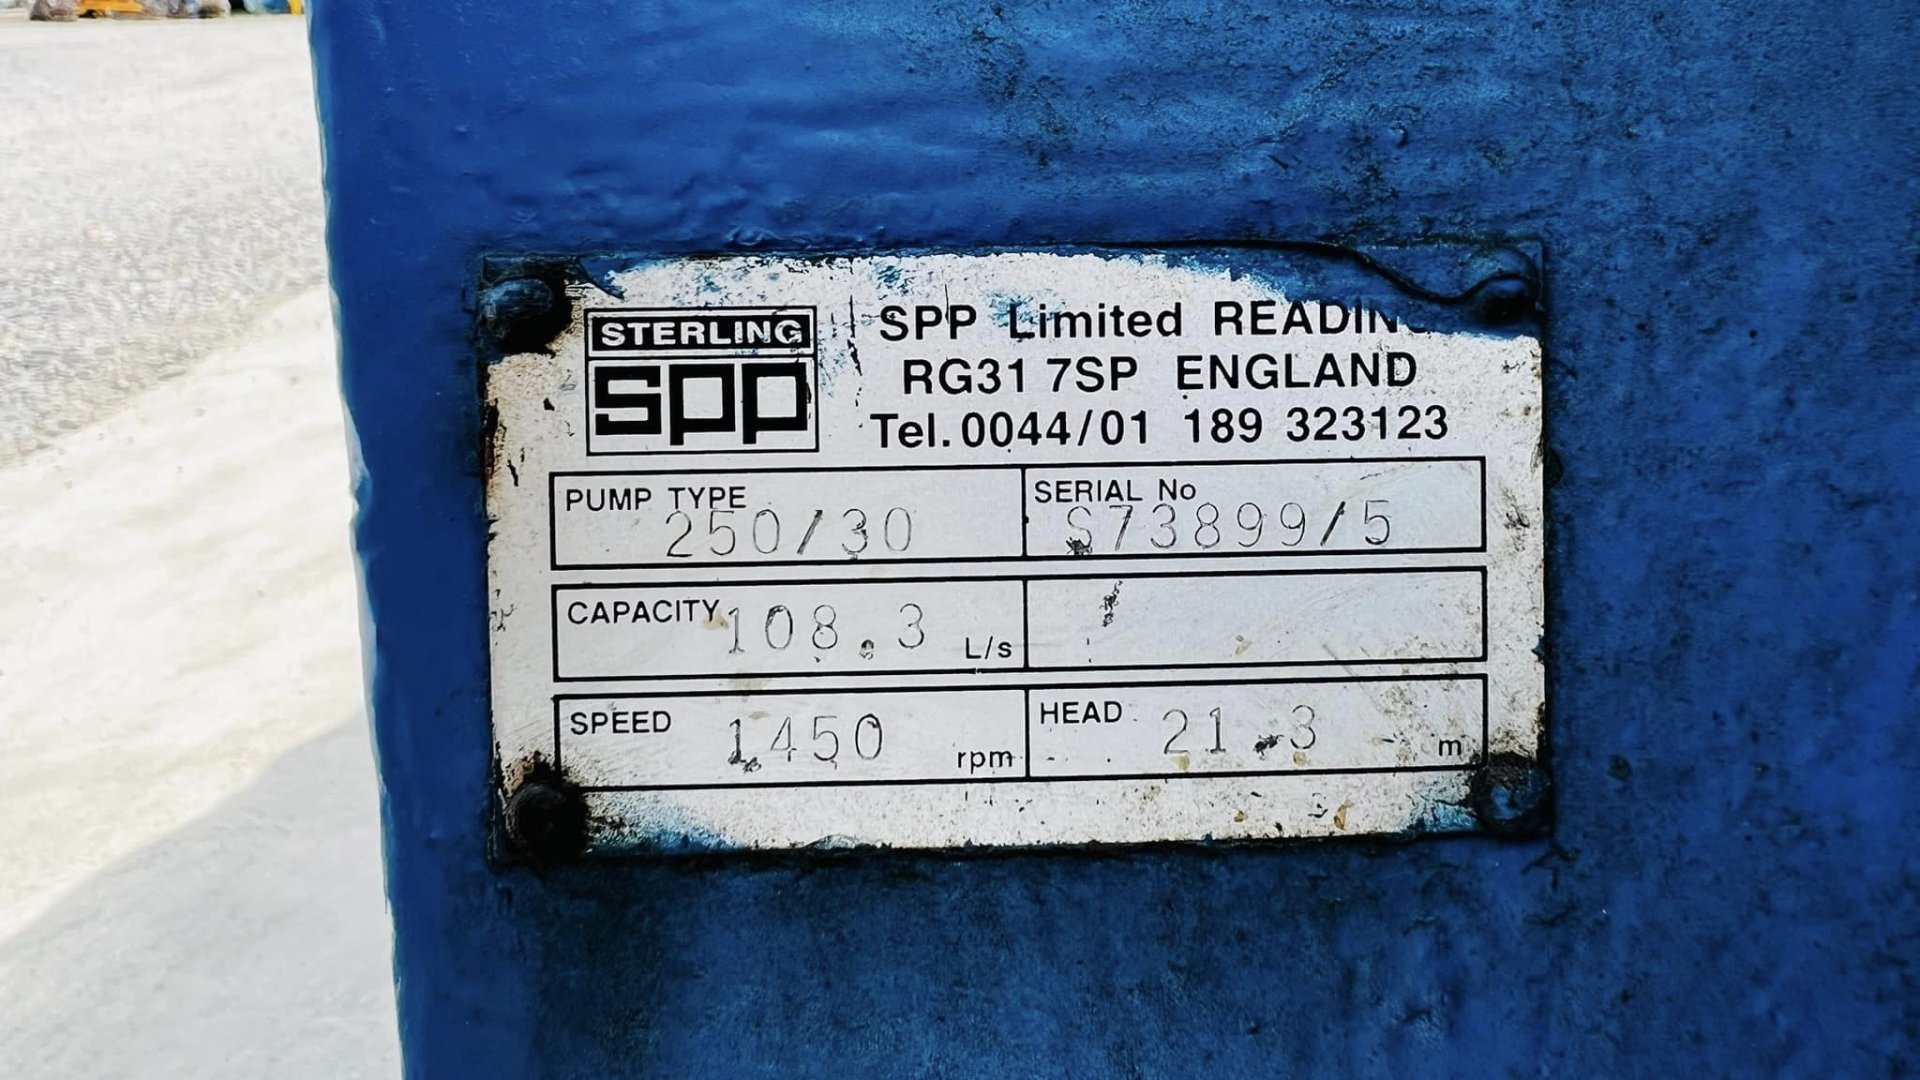 STERLING
spp
SPP Limited READING
RG31 7SP ENGLAND
Tel. 0044/01 189 323123
PUMP TYPE 250/30
SERIAL No S73899/5
CAPACITY 108.3 L/s
SPEED 1450 rpm
HEAD 21.3 m